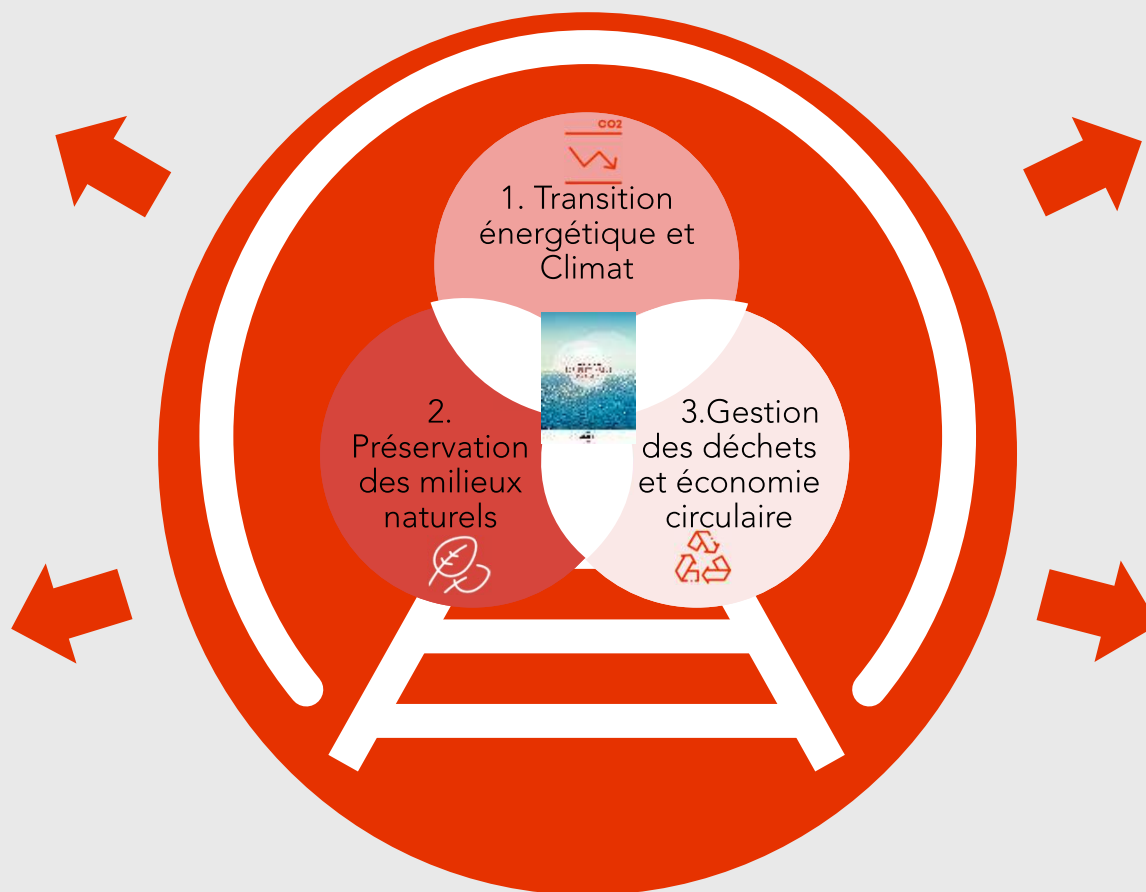 CO2
1. Transition
énergétique et
Climat
2.
Préservation
des milieux
naturels
3.Gestion
des déchets
et économie
circulaire